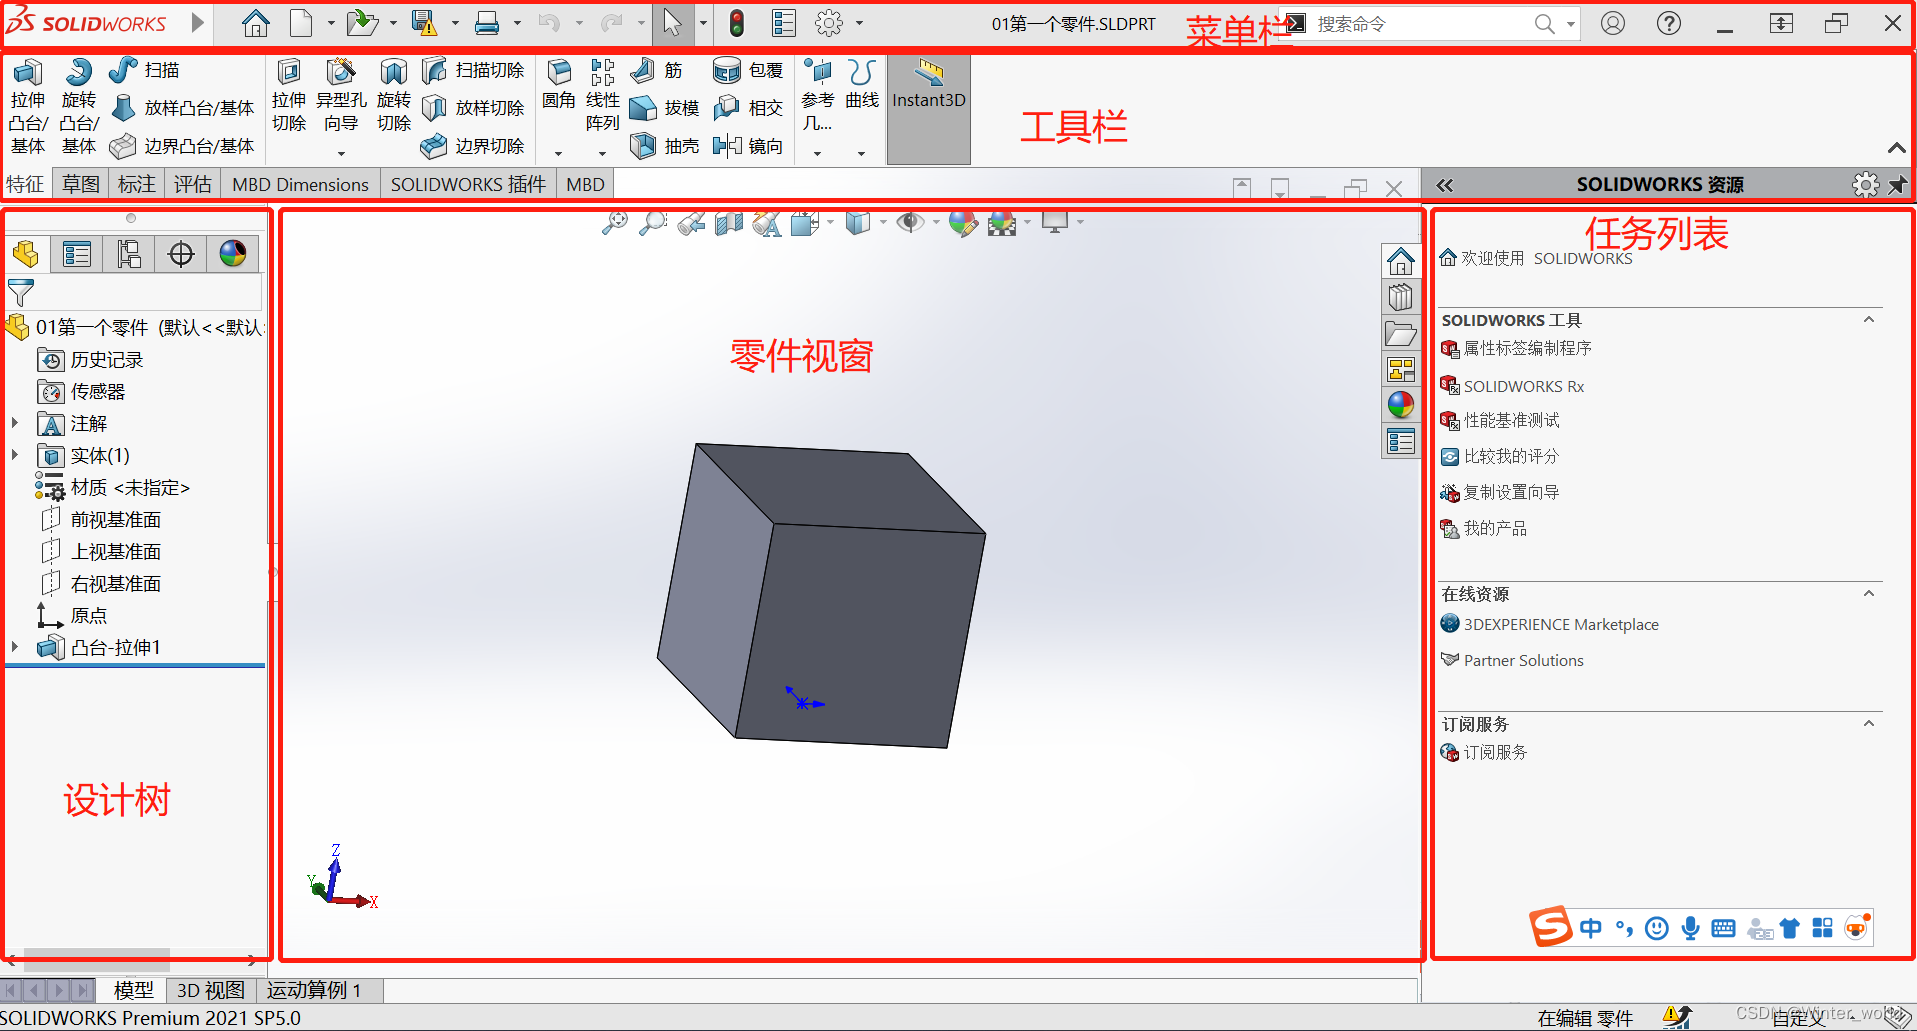 SOLIDWORKS
01第一个零件.SLDPRT
菜单栏
搜索命令
拉伸凸台/基体
旋转凸台/基体
扫描
放样凸台/基体
边界凸台/基体
拉伸切除
异型孔向导
旋转切除
扫描切除
放样切除
边界切除
圆角
线性阵列
筋
拔模
抽壳
包覆
相交
镜向
参考几...
曲线
Instant3D
工具栏
特征
草图
标注
评估
MBD Dimensions
SOLIDWORKS 插件
MBD
SOLIDWORKS 资源
01第一个零件 (默认<<默认
历史记录
传感器
注解
实体(1)
材质 <未指定>
前视基准面
上视基准面
右视基准面
原点
凸台-拉伸1
设计树
零件视窗
Z
Y
X
任务列表
欢迎使用 SOLIDWORKS
SOLIDWORKS 工具
属性标签编制程序
SOLIDWORKS Rx
性能基准测试
比较我的评分
复制设置向导
我的产品
在线资源
3DEXPERIENCE Marketplace
Partner Solutions
订阅服务
订阅服务
中
模型
3D 视图
运动算例 1
SOLIDWORKS Premium 2021 SP5.0
在编辑 零件
自定义
CSDN @Winter_world